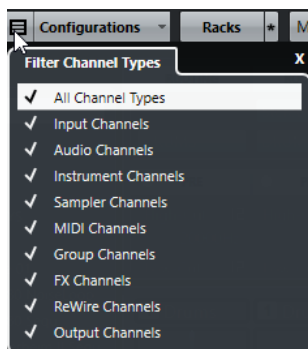 Configurations Racks * M
Filter Channel Types X
All Channel Types
Input Channels
Audio Channels
Instrument Channels
Sampler Channels
MIDI Channels
Group Channels
FX Channels
ReWire Channels
Output Channels